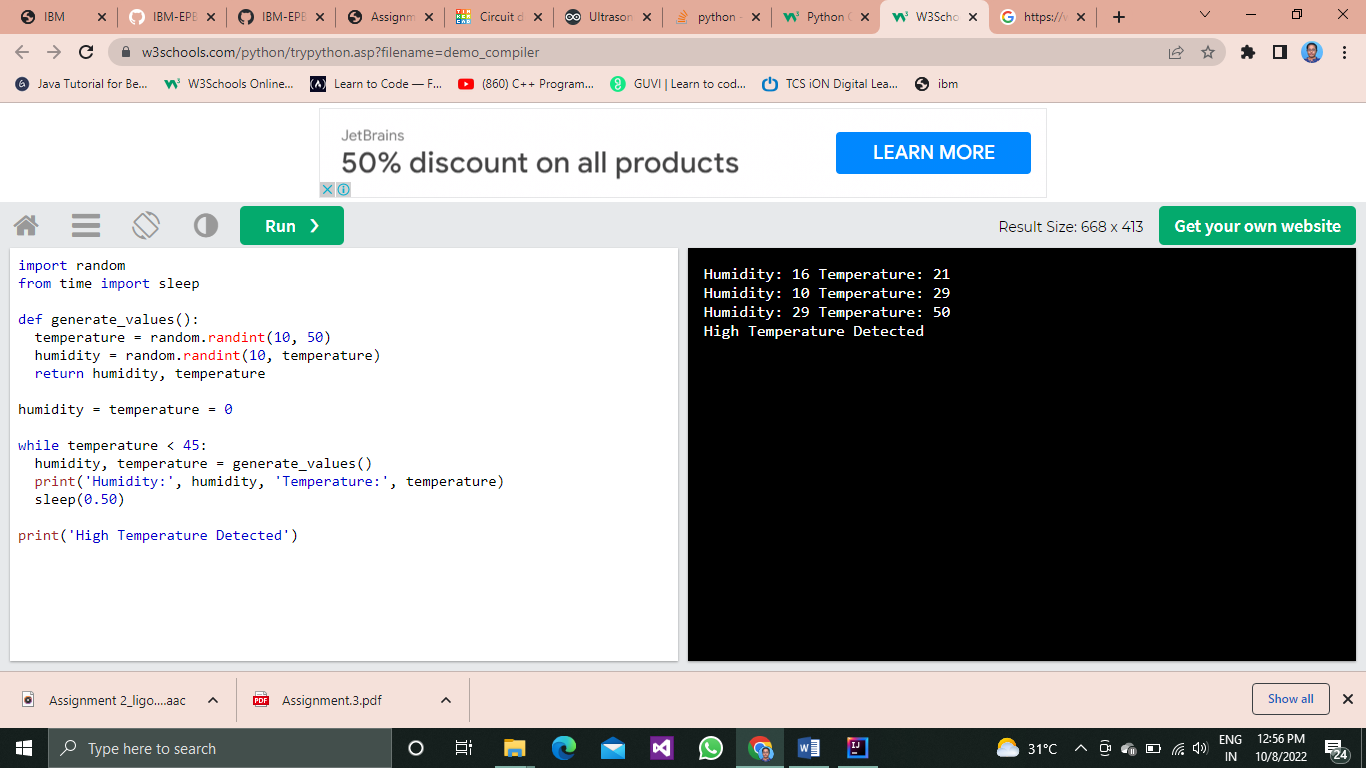 IBM
IBM-EPE
IBM-EPE
Assignm
Circuit d
Ultrason
python -
Python C
W3Scho
https://w
w3schools.com/python/trypython.asp?filename=demo_compiler
Java Tutorial for Be...
W3Schools Online...
Learn to Code — F...
(860) C++ Program...
GUVI | Learn to cod...
TCS iON Digital Lea...
ibm
JetBrains
50% discount on all products
LEARN MORE
Run ❯
Result Size: 668 x 413
Get your own website
import random
from time import sleep
def generate_values():
  temperature = random.randint(10, 50)
  humidity = random.randint(10, temperature)
  return humidity, temperature
humidity = temperature = 0
while temperature < 45:
  humidity, temperature = generate_values()
  print('Humidity:', humidity, 'Temperature:', temperature)
  sleep(0.50)
print('High Temperature Detected')
Humidity: 16 Temperature: 21
Humidity: 10 Temperature: 29
Humidity: 29 Temperature: 50
High Temperature Detected
Assignment 2_ligo....aac
PDF
Assignment.3.pdf
Show all
Type here to search
31°C
ENG
IN
12:56 PM
10/8/2022
24